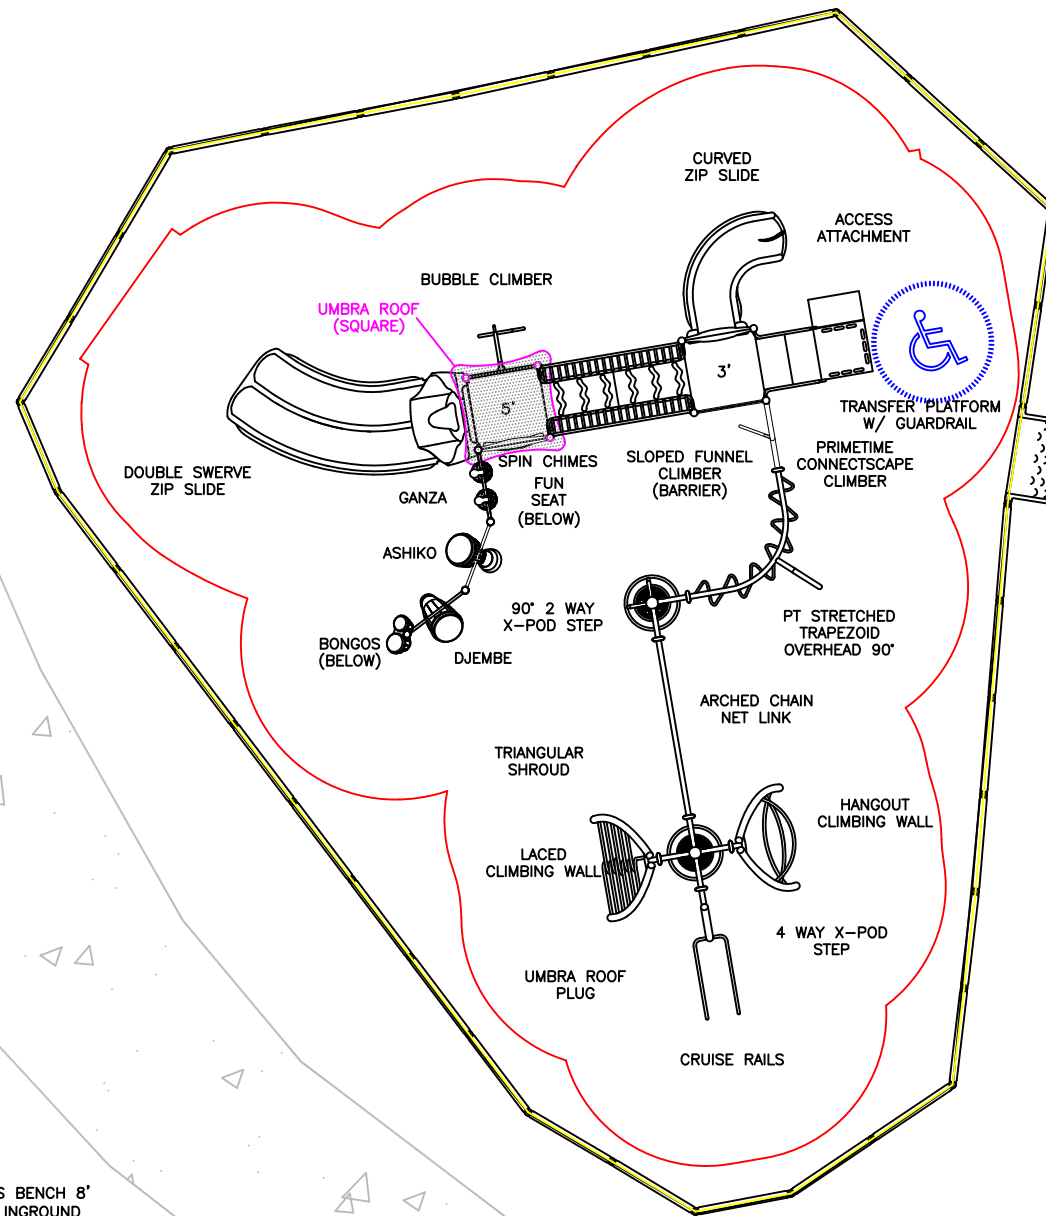 CURVED
ZIP SLIDE
ACCESS
ATTACHMENT
BUBBLE CLIMBER
UMBRA ROOF
(SQUARE)
3'
5'
TRANSFER PLATFORM
W/ GUARDRAIL
PRIMETIME
CONNECTSCAPE
CLIMBER
SLOPED FUNNEL
CLIMBER
(BARRIER)
SPIN CHIMES
FUN
SEAT
(BELOW)
DOUBLE SWERVE
ZIP SLIDE
GANZA
ASHIKO
90° 2 WAY
X-POD STEP
PT STRETCHED
TRAPEZOID
OVERHEAD 90°
BONGOS
(BELOW)
DJEMBE
ARCHED CHAIN
NET LINK
TRIANGULAR
SHROUD
HANGOUT
CLIMBING WALL
LACED
CLIMBING WALL
4 WAY X-POD
STEP
UMBRA ROOF
PLUG
CRUISE RAILS
S BENCH 8'
INGROUND